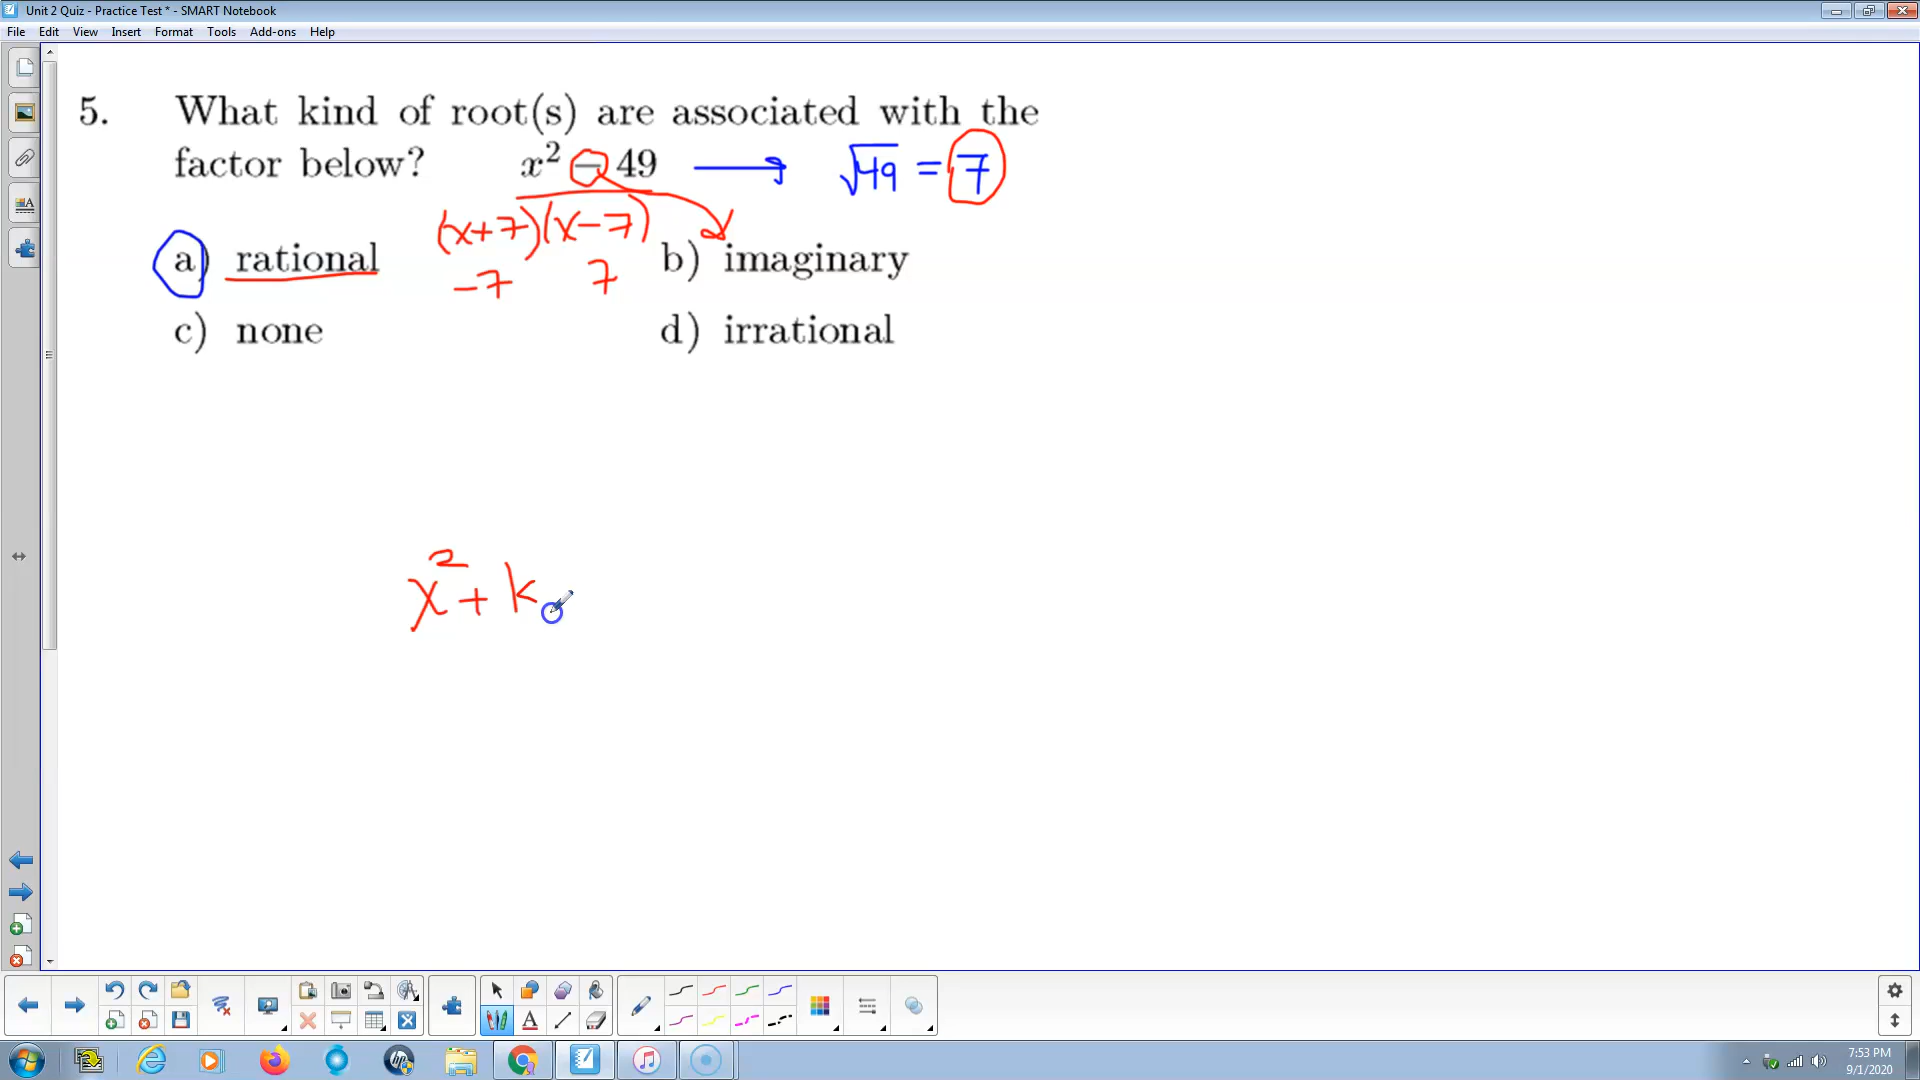 Unit 2 Quiz - Practice Test * - SMART Notebook
File Edit View Insert Format Tools Add-ons Help
5. What kind of root(s) are associated with the
factor below? x² − 49 → √49 = 7
(x+7)(x−7)
a) rational
−7 7
b) imaginary
c) none
d) irrational
x² + k
7:53 PM
9/1/2020